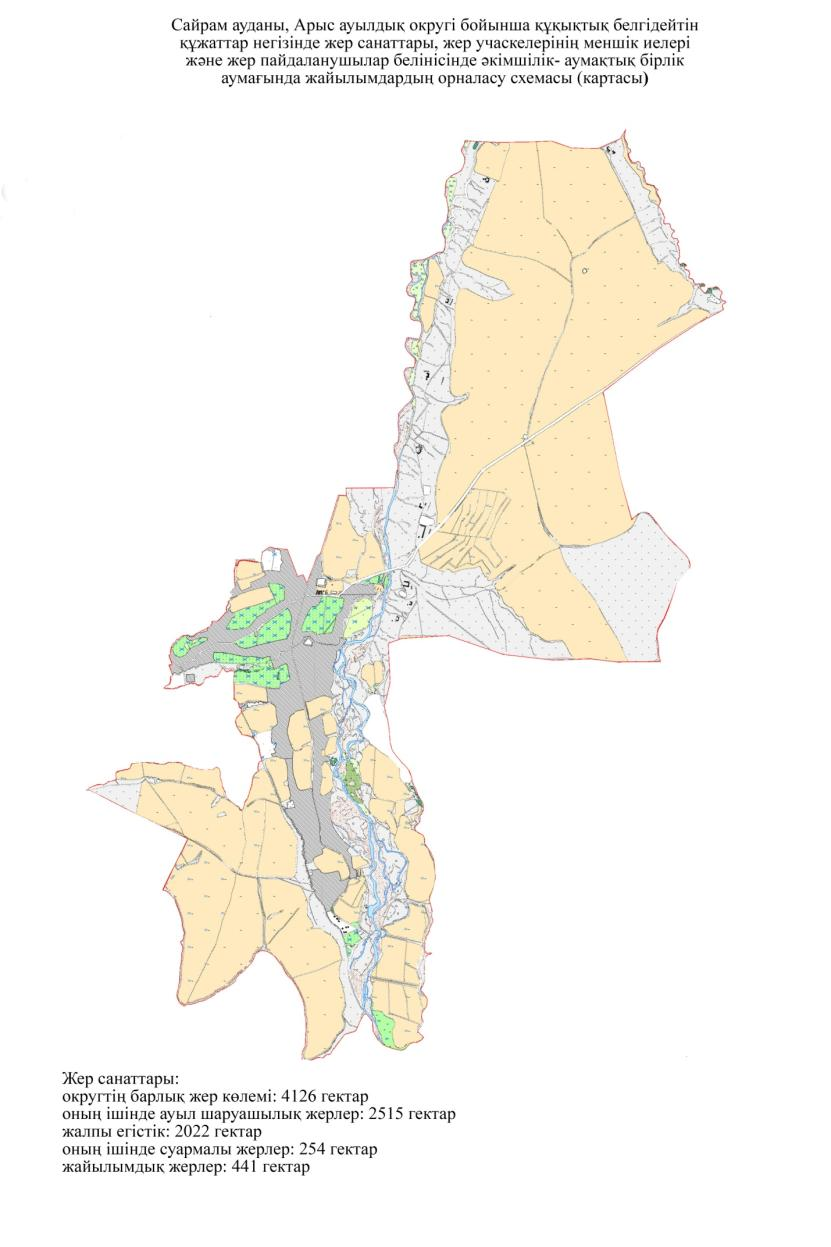 Сайрам ауданы, Арыс ауылдық округі бойынша құқықтық белгідейтін
құжаттар негізінде жер санаттары, жер учаскелерінің меншік иелері
және жер пайдаланушылар белінісінде әкімшілік- аумақтық бірлік
аумағында жайылымдардың орналасу схемасы (картасы)
Жер санаттары:
округтің барлық жер көлемі: 4126 гектар
оның ішінде ауыл шаруашылық жерлер: 2515 гектар
жалпы егістік: 2022 гектар
оның ішінде суармалы жерлер: 254 гектар
жайылымдық жерлер: 441 гектар